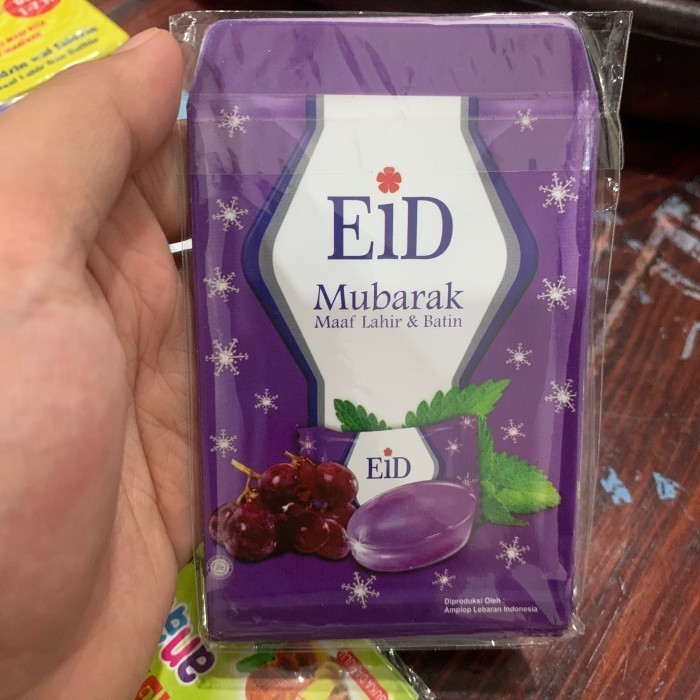 EiD
Mubarak
Maaf Lahir & Batin
EiD
Diproduksi Oleh :
Amplop Lebaran Indonesia